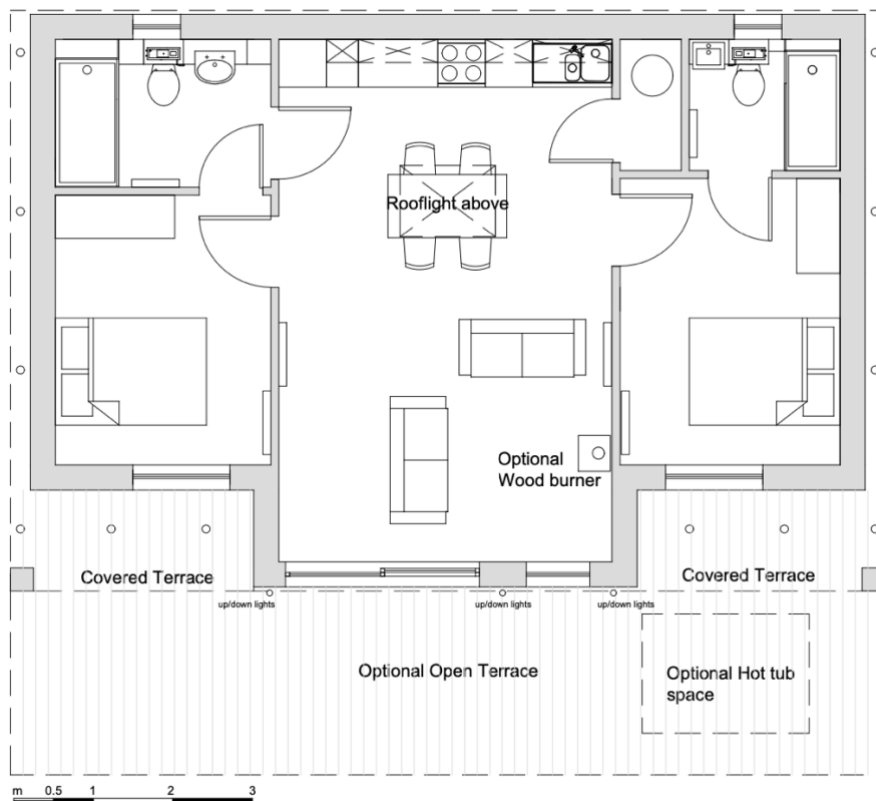 Rooflight above
Optional
Wood burner
Covered Terrace
Covered Terrace
up/down lights
up/down lights
up/down lights
Optional Open Terrace
Optional Hot tub
space
m 0.5 1 2 3